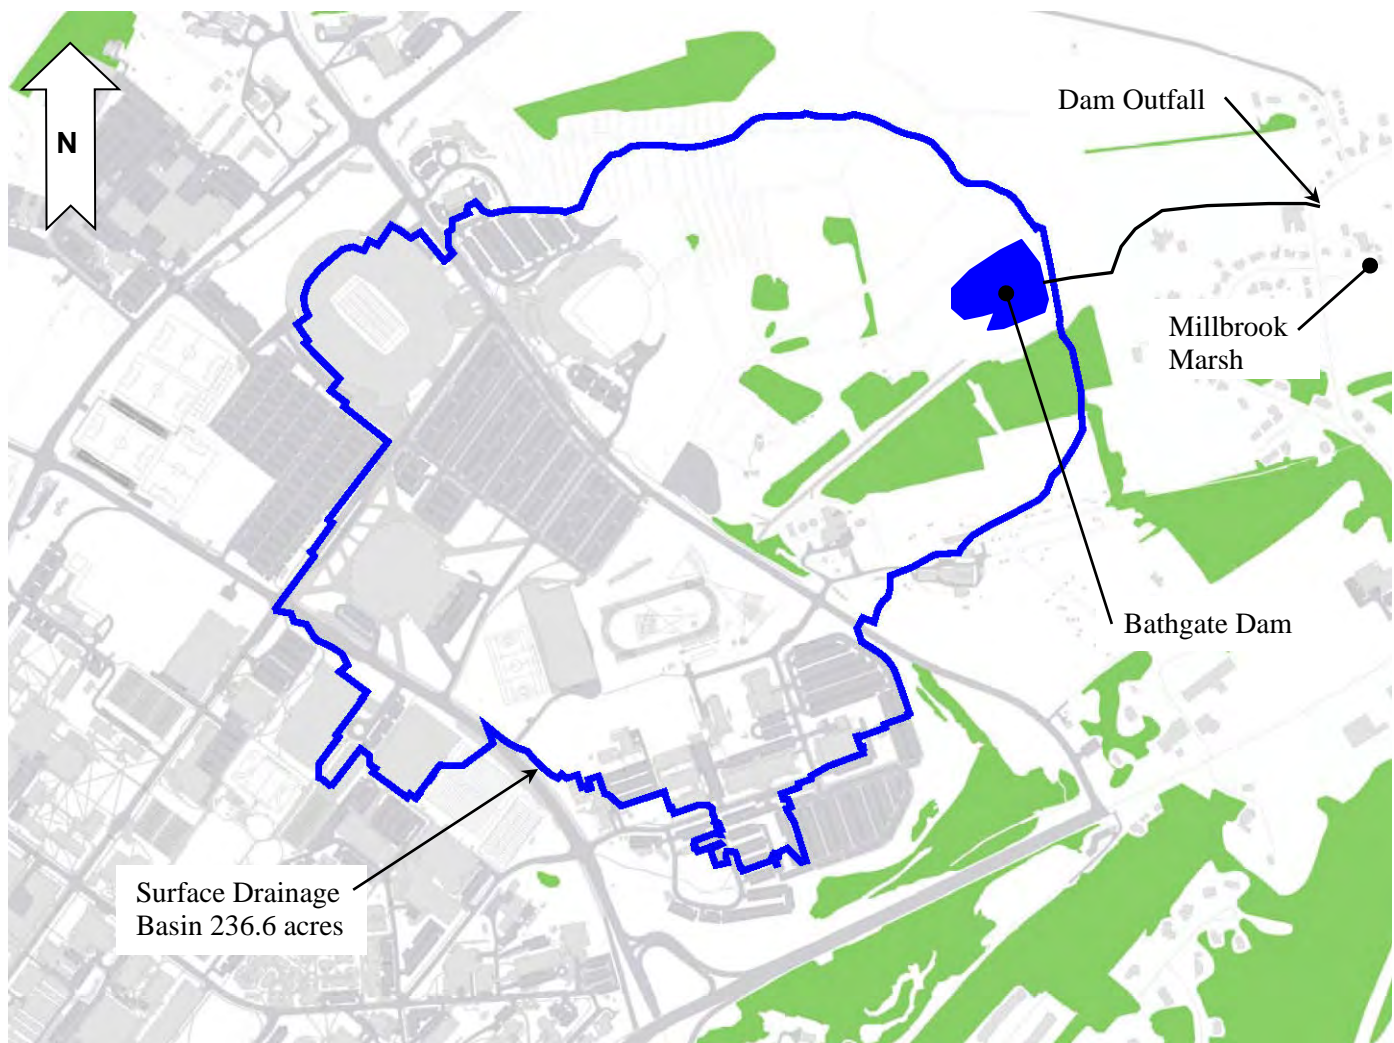 N
Dam Outfall
Millbrook
Marsh
Bathgate Dam
Surface Drainage
Basin 236.6 acres